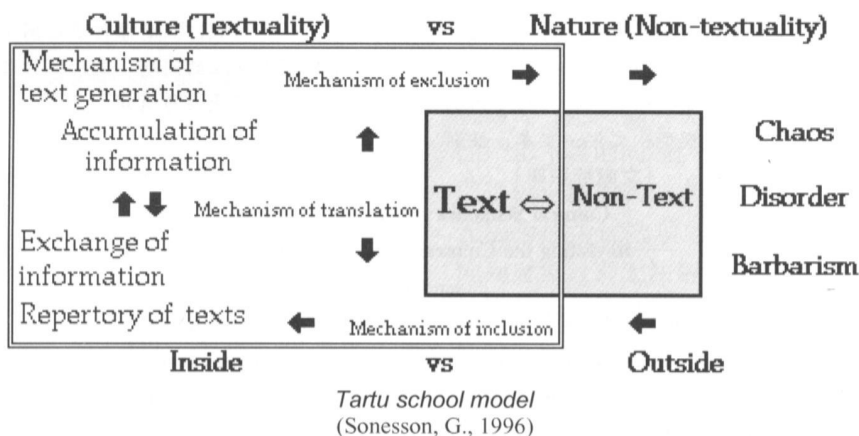 Culture (Textuality) vs Nature (Non-textuality)
Mechanism of
text generation
Mechanism of exclusion
Accumulation of
information
Mechanism of translation
Exchange of
information
Repertory of texts
Mechanism of inclusion
Text ⇔ Non-Text
Chaos
Disorder
Barbarism
Inside vs Outside
Tartu school model
(Sonesson, G., 1996)